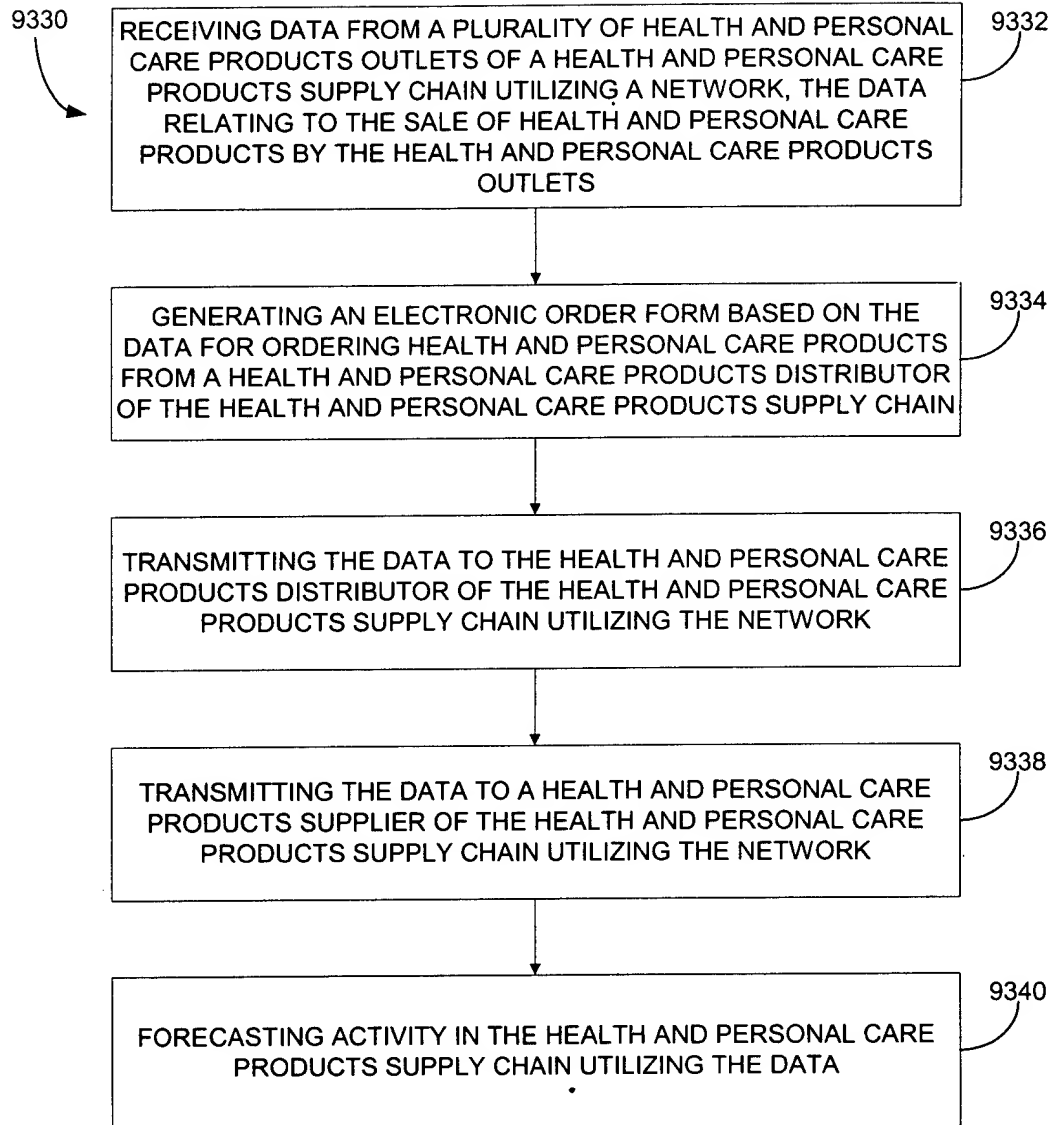 9330
RECEIVING DATA FROM A PLURALITY OF HEALTH AND PERSONAL
CARE PRODUCTS OUTLETS OF A HEALTH AND PERSONAL CARE
PRODUCTS SUPPLY CHAIN UTILIZING A NETWORK, THE DATA
RELATING TO THE SALE OF HEALTH AND PERSONAL CARE
PRODUCTS BY THE HEALTH AND PERSONAL CARE PRODUCTS
OUTLETS
9332
GENERATING AN ELECTRONIC ORDER FORM BASED ON THE
DATA FOR ORDERING HEALTH AND PERSONAL CARE PRODUCTS
FROM A HEALTH AND PERSONAL CARE PRODUCTS DISTRIBUTOR
OF THE HEALTH AND PERSONAL CARE PRODUCTS SUPPLY CHAIN
9334
TRANSMITTING THE DATA TO THE HEALTH AND PERSONAL CARE
PRODUCTS DISTRIBUTOR OF THE HEALTH AND PERSONAL CARE
PRODUCTS SUPPLY CHAIN UTILIZING THE NETWORK
9336
TRANSMITTING THE DATA TO A HEALTH AND PERSONAL CARE
PRODUCTS SUPPLIER OF THE HEALTH AND PERSONAL CARE
PRODUCTS SUPPLY CHAIN UTILIZING THE NETWORK
9338
FORECASTING ACTIVITY IN THE HEALTH AND PERSONAL CARE
PRODUCTS SUPPLY CHAIN UTILIZING THE DATA
9340